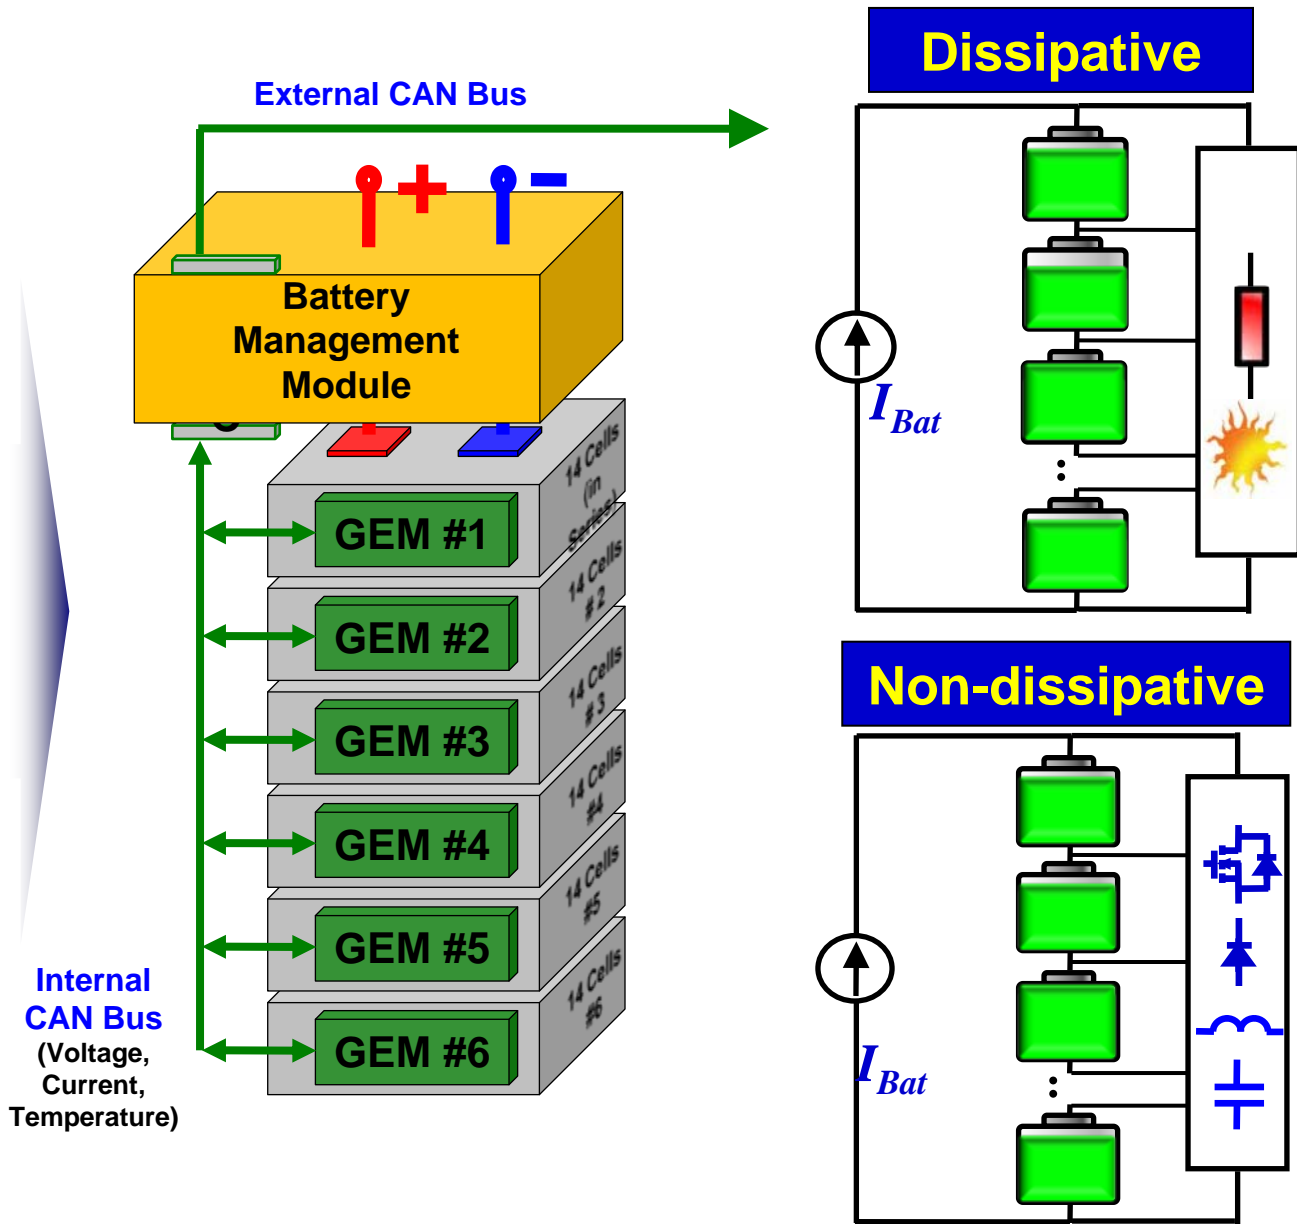 External CAN Bus
+
-
Battery
Management
Module
14 Cells
(in
Series)
GEM #1
14 Cells
# 2
GEM #2
14 Cells
# 3
GEM #3
14 Cells
#4
GEM #4
14 Cells
#5
GEM #5
14 Cells
#6
GEM #6
Internal
CAN Bus
(Voltage,
Current,
Temperature)
Dissipative
I Bat
Non-dissipative
I Bat